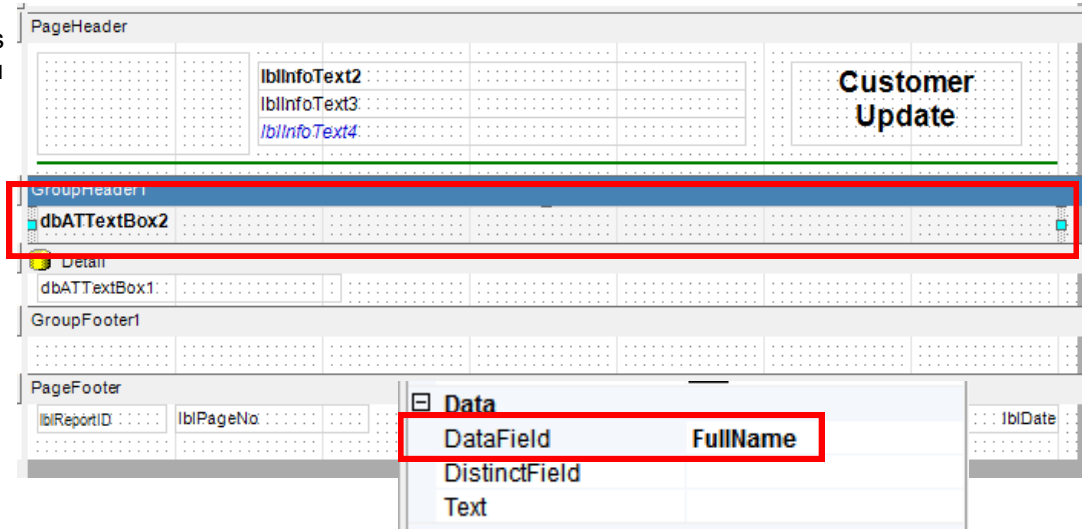 PageHeader
lblInfoText2
lblInfoText3
lblInfoText4
Customer
Update
GroupHeader1
dbATTextBox2
Detail
dbATTextBox1
GroupFooter1
PageFooter
lblReportID lblPageNo lblDate
Data
DataField FullName
DistinctField
Text